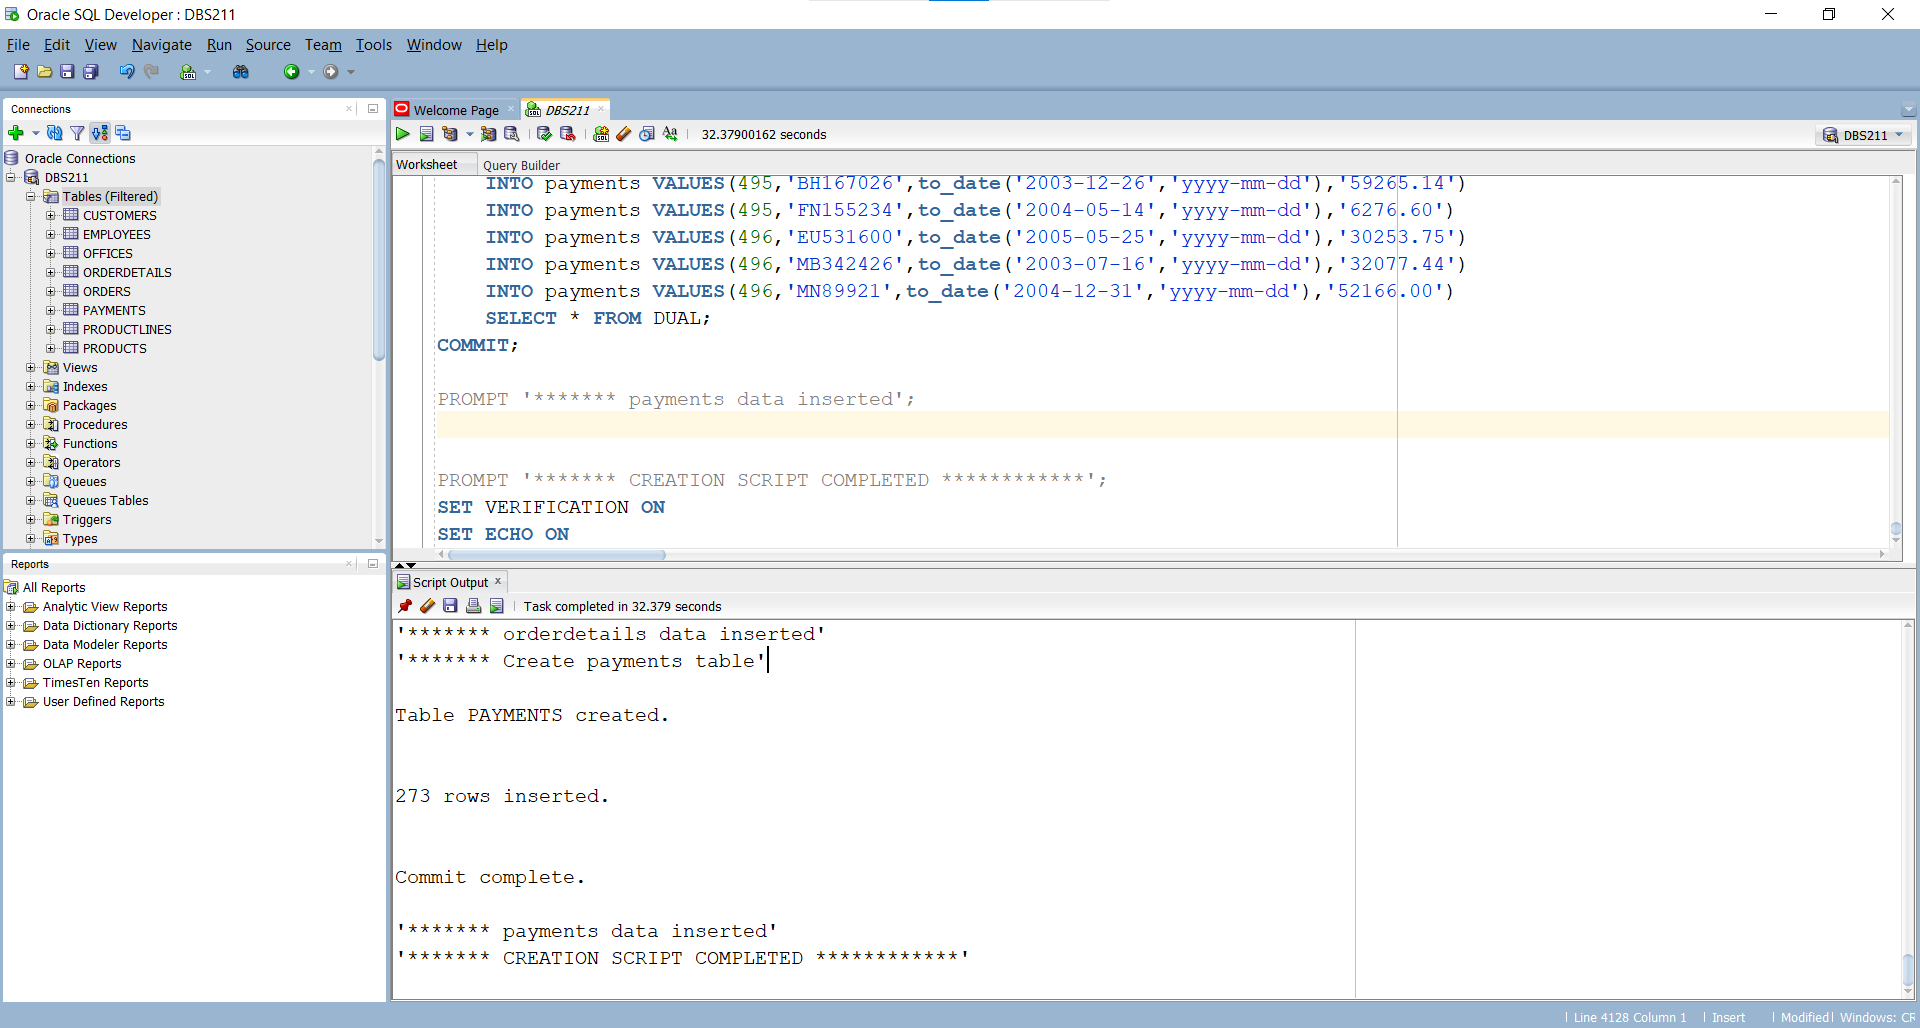 Oracle SQL Developer : DBS211
File Edit View Navigate Run Source Team Tools Window Help
Connections
Oracle Connections
DBS211
Tables (Filtered)
CUSTOMERS
EMPLOYEES
OFFICES
ORDERDETAILS
ORDERS
PAYMENTS
PRODUCTLINES
PRODUCTS
Views
Indexes
Packages
Procedures
Functions
Operators
Queues
Queues Tables
Triggers
Types
Reports
All Reports
Analytic View Reports
Data Dictionary Reports
Data Modeler Reports
OLAP Reports
TimesTen Reports
User Defined Reports
Welcome Page
DBS211
32.37900162 seconds
DBS211
Worksheet
Query Builder
INTO payments VALUES(495,'BH167026',to_date('2003-12-26','yyyy-mm-dd'),'59265.14')
INTO payments VALUES(495,'FN155234',to_date('2004-05-14','yyyy-mm-dd'),'6276.60')
INTO payments VALUES(496,'EU531600',to_date('2005-05-25','yyyy-mm-dd'),'30253.75')
INTO payments VALUES(496,'MB342426',to_date('2003-07-16','yyyy-mm-dd'),'32077.44')
INTO payments VALUES(496,'MN89921',to_date('2004-12-31','yyyy-mm-dd'),'52166.00')
SELECT * FROM DUAL;
COMMIT;
PROMPT '******* payments data inserted';
PROMPT '******* CREATION SCRIPT COMPLETED ************';
SET VERIFICATION ON
SET ECHO ON
Script Output
Task completed in 32.379 seconds
'******* orderdetails data inserted'
'******* Create payments table'
Table PAYMENTS created.
273 rows inserted.
Commit complete.
'******* payments data inserted'
'******* CREATION SCRIPT COMPLETED ************'
Line 4128 Column 1 Insert Modified Windows: CR